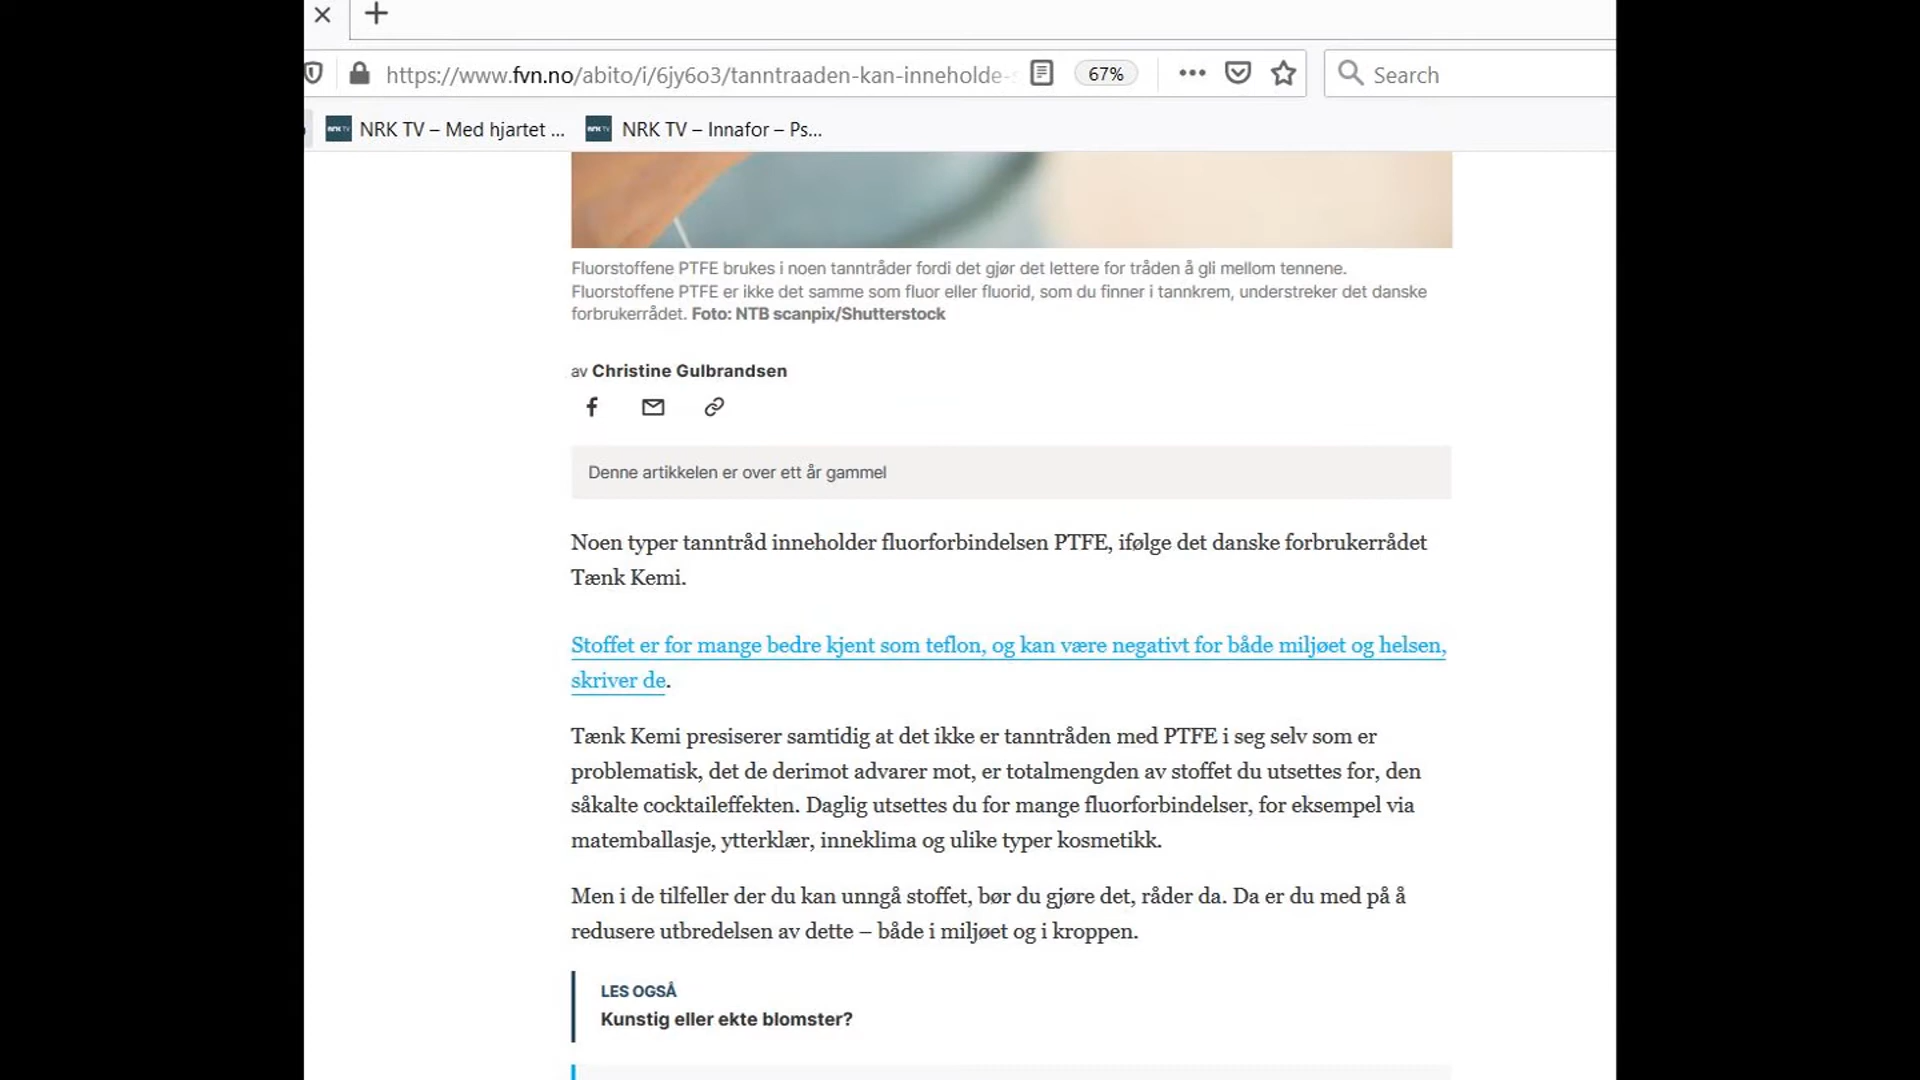 https://www.fvn.no/abito/i/6jy6o3/tanntraaden-kan-inneholde-
67%
Search
NRK TV – Med hjartet ...
NRK TV – Innafor – Ps...
Fluorstoffene PTFE brukes i noen tanntråder fordi det gjør det lettere for tråden å gli mellom tennene.
Fluorstoffene PTFE er ikke det samme som fluor eller fluorid, som du finner i tannkrem, understreker det danske
forbrukerrådet. Foto: NTB scanpix/Shutterstock
av Christine Gulbrandsen
Denne artikkelen er over ett år gammel
Noen typer tanntråd inneholder fluorforbindelsen PTFE, ifølge det danske forbrukerrådet
Tænk Kemi.
Stoffet er for mange bedre kjent som teflon, og kan være negativt for både miljøet og helsen,
skriver de.
Tænk Kemi presiserer samtidig at det ikke er tanntråden med PTFE i seg selv som er
problematisk, det de derimot advarer mot, er totalmengden av stoffet du utsettes for, den
såkalte cocktaileffekten. Daglig utsettes du for mange fluorforbindelser, for eksempel via
matemballasje, ytterklær, inneklima og ulike typer kosmetikk.
Men i de tilfeller der du kan unngå stoffet, bør du gjøre det, råder da. Da er du med på å
redusere utbredelsen av dette – både i miljøet og i kroppen.
LES OGSÅ
Kunstig eller ekte blomster?